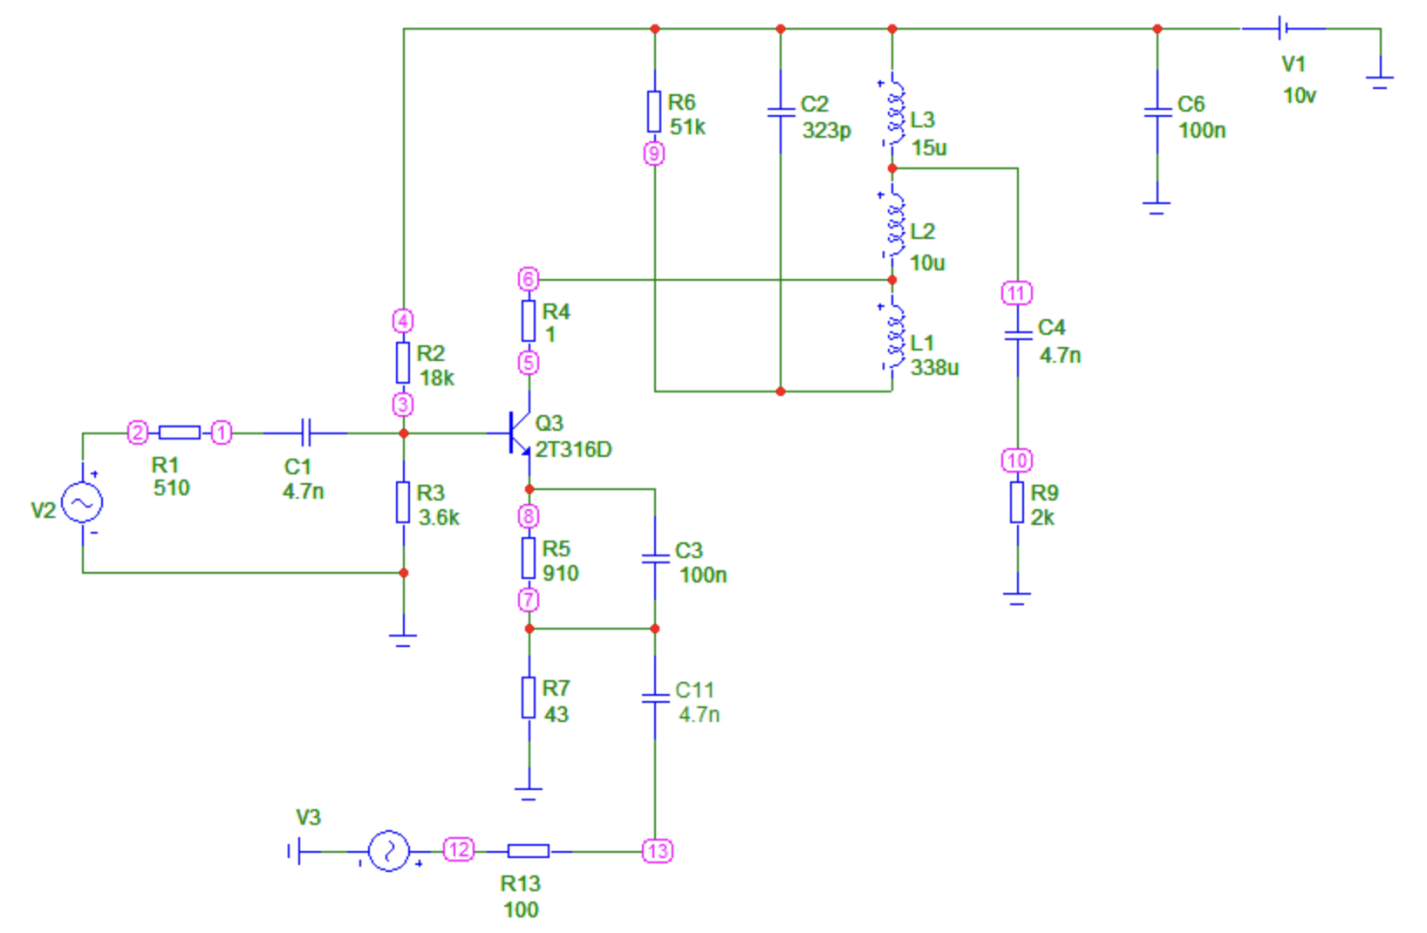 V1
10v
R6
51k
9
C2
323p
L3
15u
C6
100n
L2
10u
6
R4
1
5
11
C4
4.7n
L1
338u
4
R2
18k
3
2
1
R1
510
C1
4.7n
Q3
2T316D
10
R9
2k
V2
+
-
R3
3.6k
8
R5
910
7
C3
100n
R7
43
C11
4.7n
V3
12
+
13
R13
100